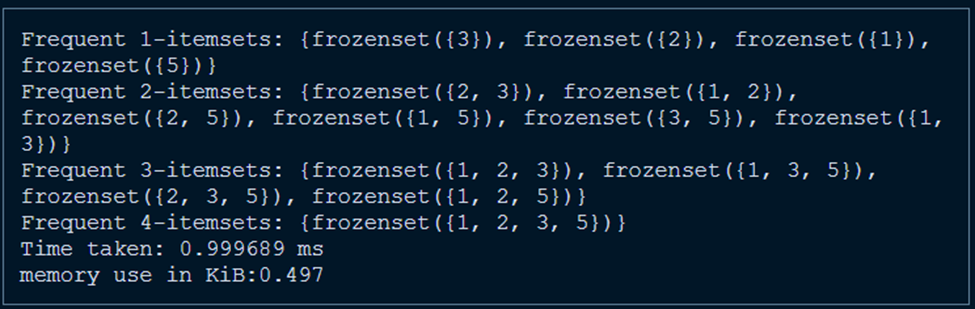 Frequent 1-itemsets: {frozenset({3}), frozenset({2}), frozenset({1}),
frozenset({5})}
Frequent 2-itemsets: {frozenset({2, 3}), frozenset({1, 2}),
frozenset({2, 5}), frozenset({1, 5}), frozenset({3, 5}), frozenset({1,
3})}
Frequent 3-itemsets: {frozenset({1, 2, 3}), frozenset({1, 3, 5}),
frozenset({2, 3, 5}), frozenset({1, 2, 5})}
Frequent 4-itemsets: {frozenset({1, 2, 3, 5})}
Time taken: 0.999689 ms
memory use in KiB:0.497